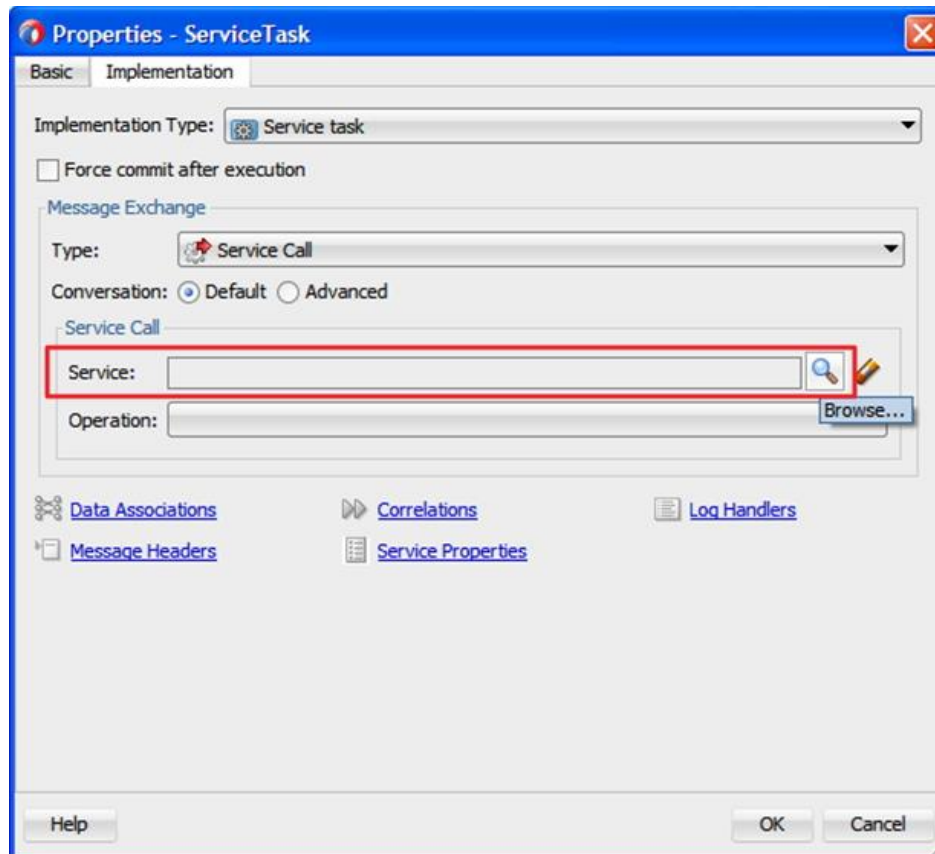 Properties - ServiceTask
Basic Implementation
Implementation Type: Service task
Force commit after execution
Message Exchange
Type: Service Call
Conversation: Default Advanced
Service Call
Service:
Browse...
Operation:
Data Associations Correlations Log Handlers
Message Headers Service Properties
Help OK Cancel